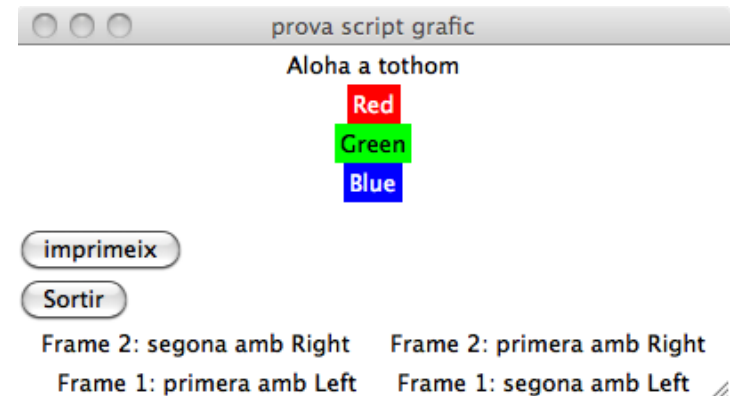 prova script grafic
Aloha a tothom
Red
Green
Blue
imprimeix
Sortir
Frame 2: segona amb Right Frame 2: primera amb Right
Frame 1: primera amb Left Frame 1: segona amb Left